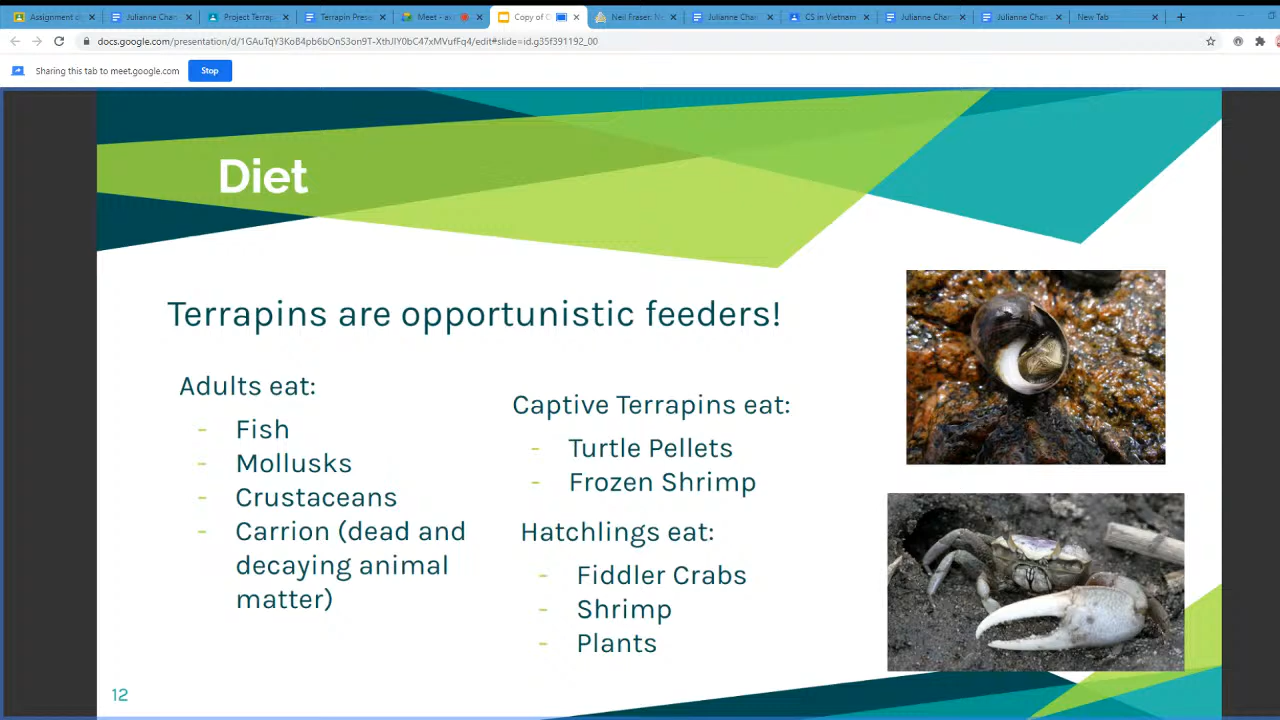 Assignment d
Julianne Chan
Project Terrap
Terrapin Prese
Meet - 
Copy of 
Neil Fraser: N
Julianne Chan
CS in Vietnam
Julianne Chan
Julianne Chan
New Tab
docs.google.com/presentation/d/1GAuTqY3KoB4pb6bOnS3on9T-XthJlY0bC47xMVufFq4/edit#slide=id.g35f391192_00
Sharing this tab to meet.google.com
Stop
Diet
Terrapins are opportunistic feeders!
Adults eat:
- Fish
- Mollusks
- Crustaceans
- Carrion (dead and
decaying animal
matter)
Captive Terrapins eat:
- Turtle Pellets
- Frozen Shrimp
Hatchlings eat:
- Fiddler Crabs
- Shrimp
- Plants
12